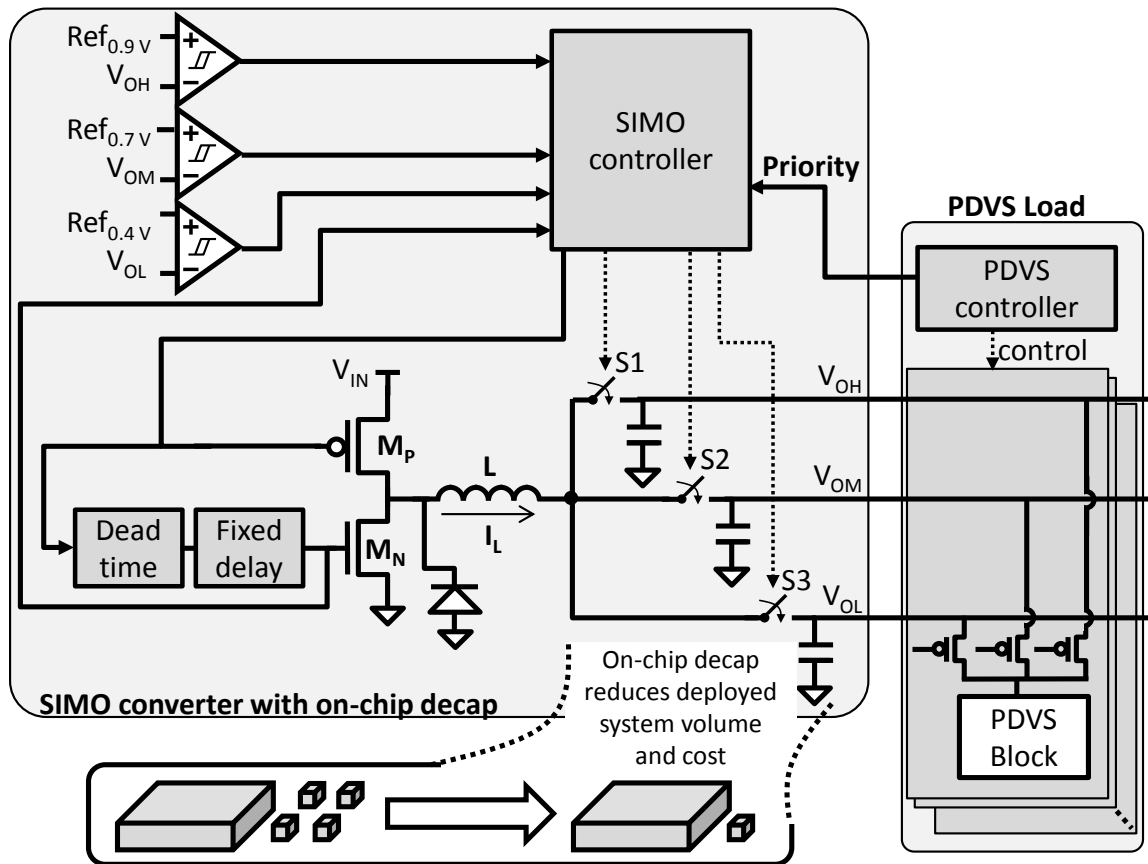 Ref0.9 V
VOH
Ref0.7 V
VOM
Ref0.4 V
VOL
SIMO
controller
Priority
PDVS Load
PDVS
controller
control
VIN
MP
S1
VOH
L
S2
VOM
Dead
time
Fixed
delay
MN
IL
S3
VOL
On-chip decap
reduces deployed
system volume
and cost
SIMO converter with on-chip decap
PDVS
Block